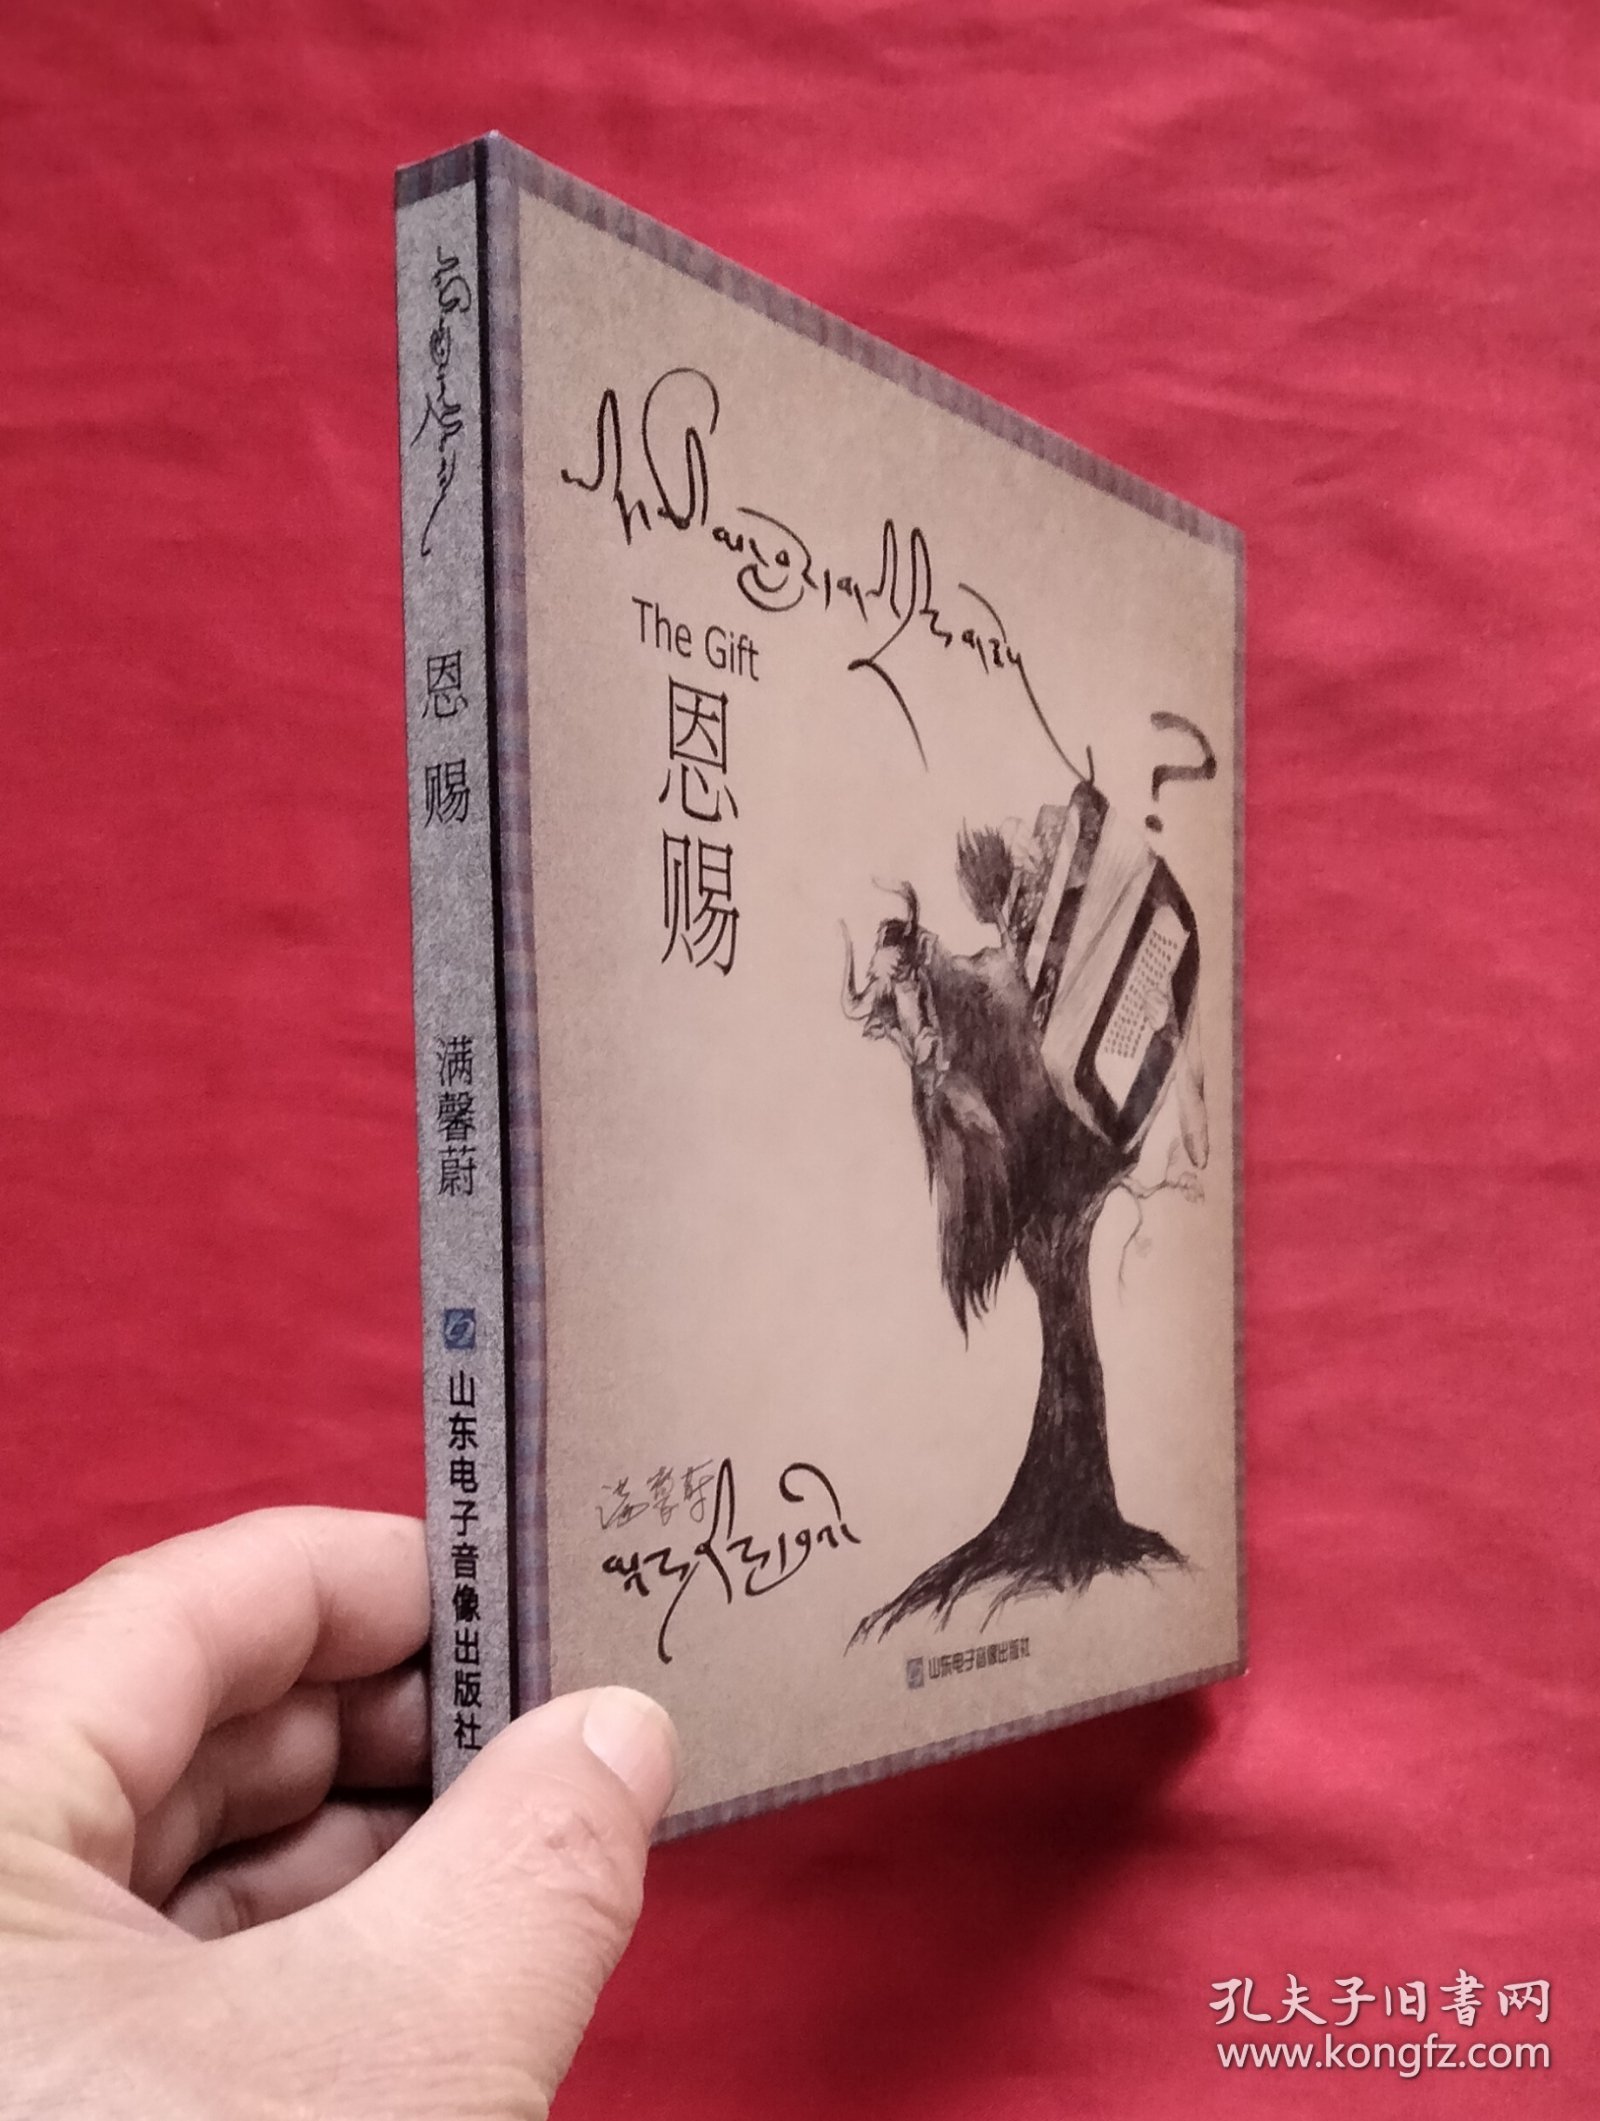 恩赐
满馨蔚
山东电子音像出版社
The Gift
恩赐
满馨蔚
山东电子音像出版社
孔夫子旧书网
www.kongfz.com